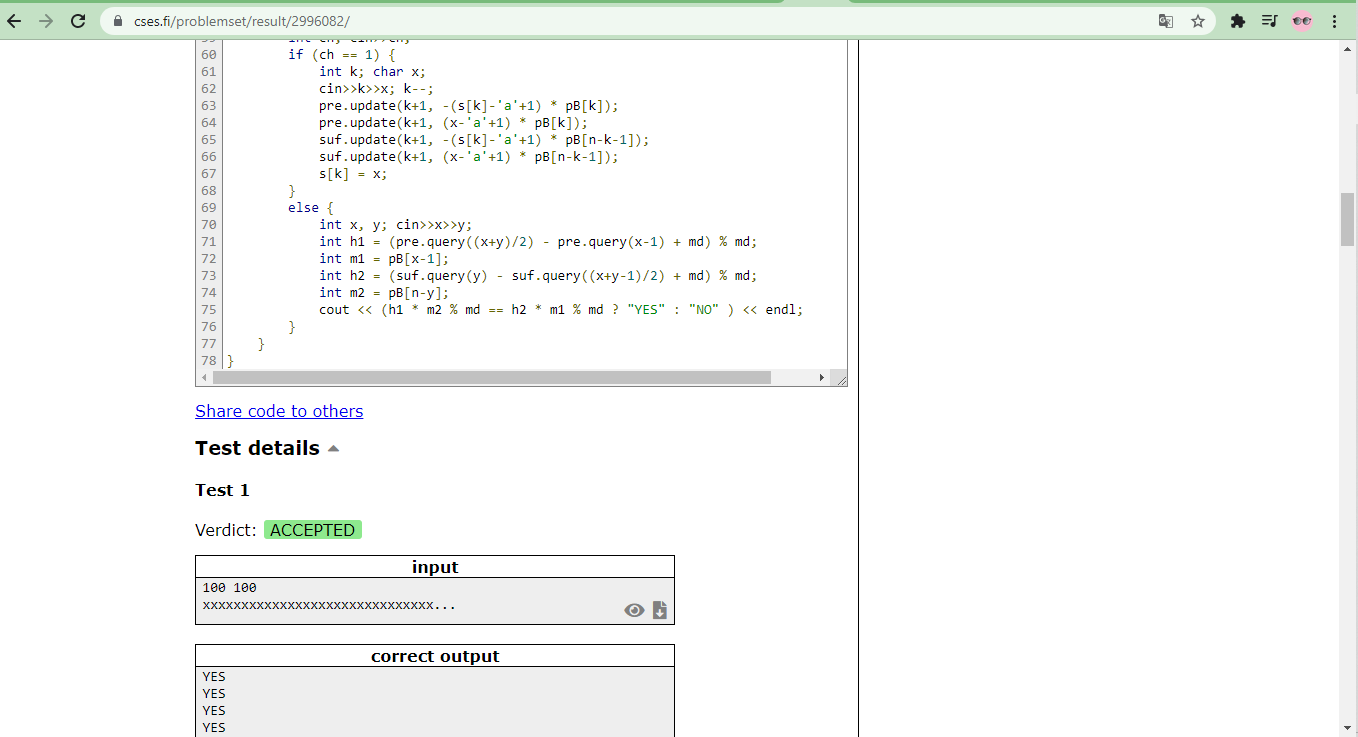 cses.fi/problemset/result/2996082/
59 int ch; cin>>ch;
60 if (ch == 1) {
61 int k; char x;
62 cin>>k>>x; k--;
63 pre.update(k+1, -(s[k]-'a'+1) * pB[k]);
64 pre.update(k+1, (x-'a'+1) * pB[k]);
65 suf.update(k+1, -(s[k]-'a'+1) * pB[n-k-1]);
66 suf.update(k+1, (x-'a'+1) * pB[n-k-1]);
67 s[k] = x;
68 }
69 else {
70 int x, y; cin>>x>>y;
71 int h1 = (pre.query((x+y)/2) - pre.query(x-1) + md) % md;
72 int m1 = pB[x-1];
73 int h2 = (suf.query(y) - suf.query((x+y-1)/2) + md) % md;
74 int m2 = pB[n-y];
75 cout << (h1 * m2 % md == h2 * m1 % md ? "YES" : "NO" ) << endl;
76 }
77 }
78 }
Share code to others
Test details
Test 1
Verdict: ACCEPTED
input
100 100
xxxxxxxxxxxxxxxxxxxxxxxxxxxxxx...
correct output
YES
YES
YES
YES